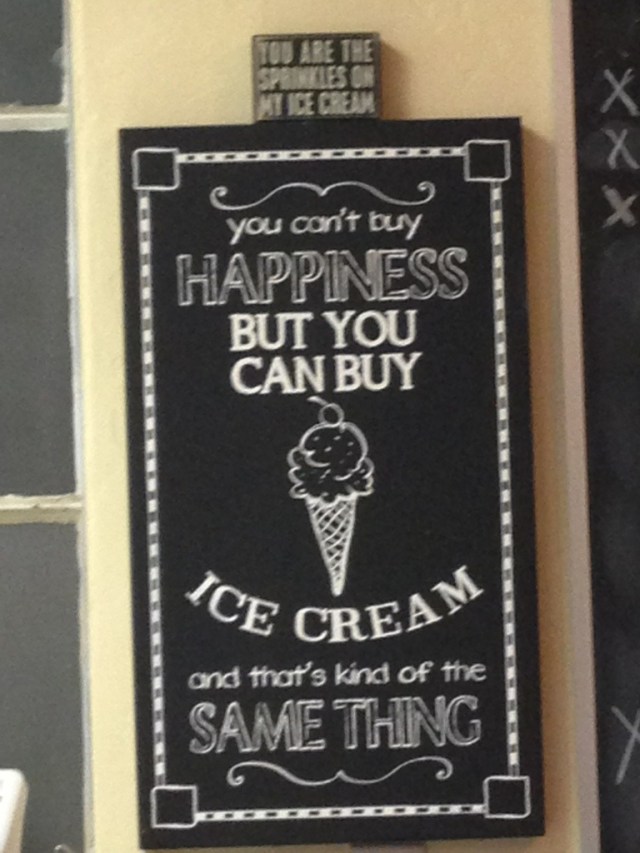 YOU ARE THE
SPRINKLES ON
MY ICE CREAM
you can't buy
HAPPINESS
BUT YOU
CAN BUY
ICE CREAM
and that's kind of the
SAME THING
X
X
X
X